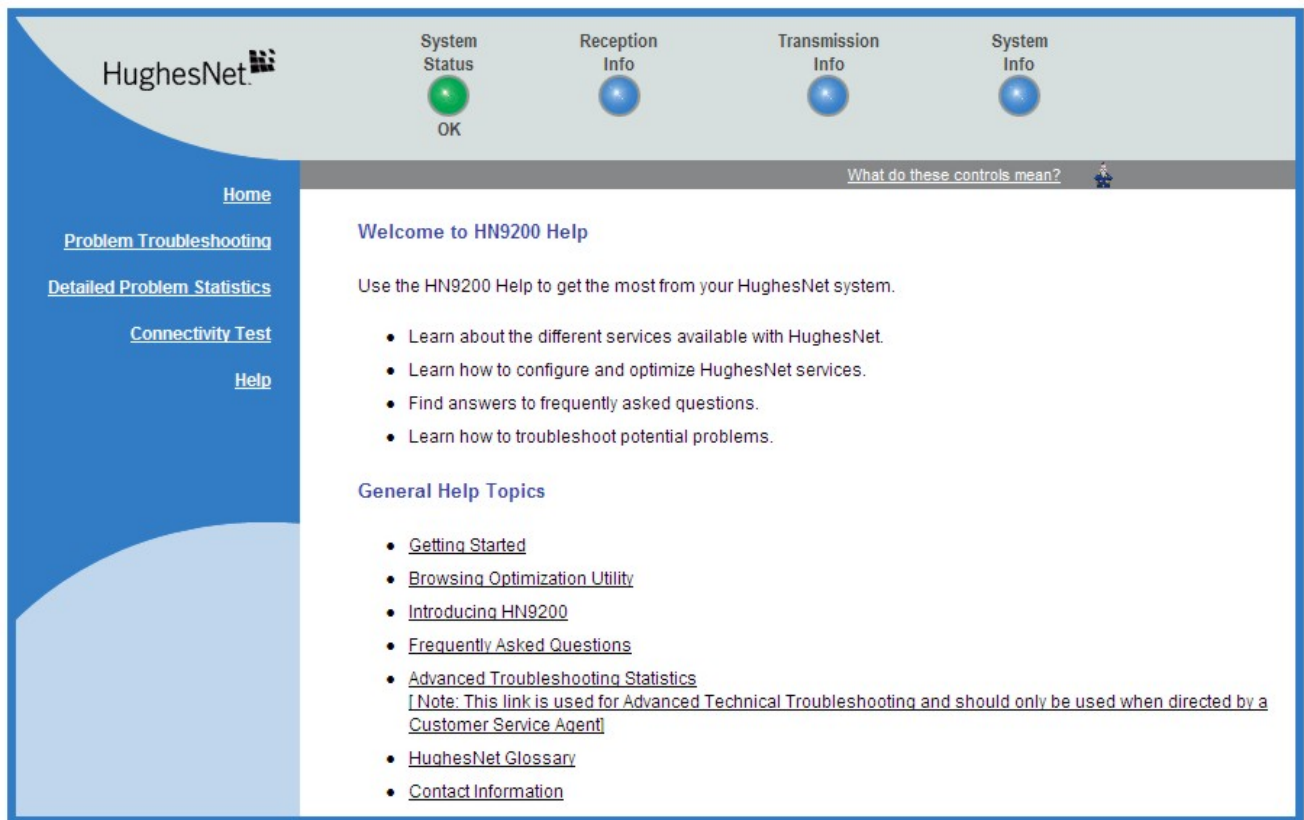 HughesNet.
System Status
OK
Reception Info
Transmission Info
System Info
What do these controls mean?
Home
Problem Troubleshooting
Detailed Problem Statistics
Connectivity Test
Help
Welcome to HN9200 Help
Use the HN9200 Help to get the most from your HughesNet system.
Learn about the different services available with HughesNet.
Learn how to configure and optimize HughesNet services.
Find answers to frequently asked questions.
Learn how to troubleshoot potential problems.
General Help Topics
Getting Started
Browsing Optimization Utility
Introducing HN9200
Frequently Asked Questions
Advanced Troubleshooting Statistics
[ Note: This link is used for Advanced Technical Troubleshooting and should only be used when directed by a
Customer Service Agent]
HughesNet Glossary
Contact Information